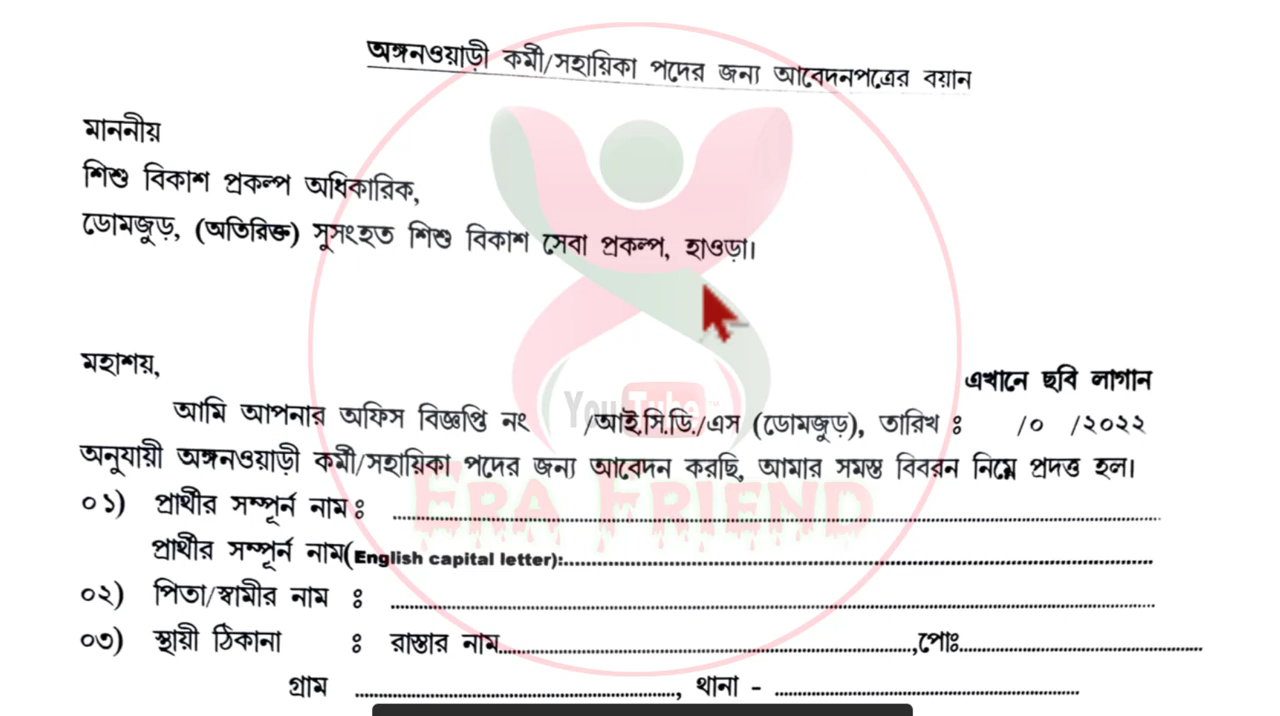 অঙ্গনওয়াড়ী কর্মী/সহায়িকা পদের জন্য আবেদনপত্রের বয়ান
মাননীয়
শিশু বিকাশ প্রকল্প অধিকারিক,
ডোমজুড়, (অতিরিক্ত) সুসংহত শিশু বিকাশ সেবা প্রকল্প, হাওড়া।
মহাশয়,
এখানে ছবি লাগান
আমি আপনার অফিস বিজ্ঞপ্তি নং /আই.সি.ডি./এস (ডোমজুড়), তারিখ ঃ /০ /২০২২
অনুযায়ী অঙ্গনওয়াড়ী কর্মী/সহায়িকা পদের জন্য আবেদন করছি, আমার সমস্ত বিবরন নিম্নে প্রদত্ত হল।
০১) প্রার্থীর সম্পূর্ন নাম ঃ ....................
প্রার্থীর সম্পূর্ন নাম(English capital letter):....................
০২) পিতা/স্বামীর নাম ঃ ....................
০৩) স্থায়ী ঠিকানা ঃ রাস্তার নাম....................,পোঃ....................
গ্রাম ...................., থানা - ....................
YouTube
ERA FRIEND